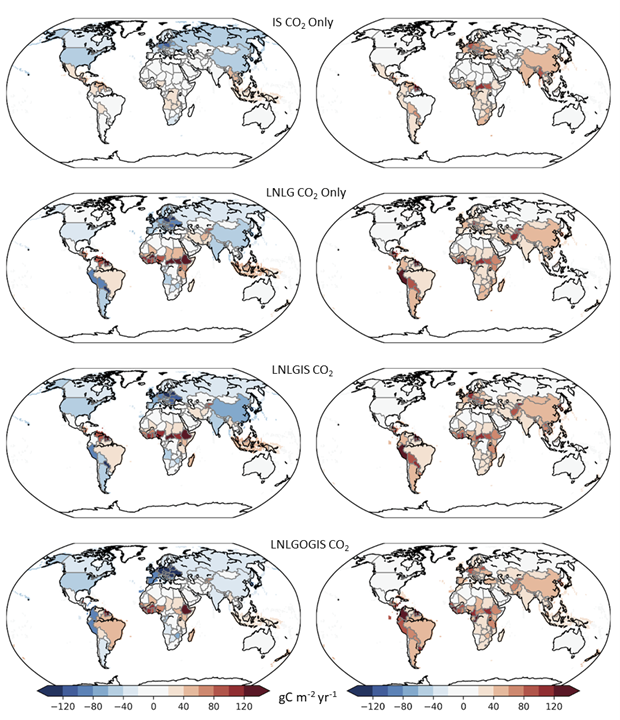 IS CO₂ Only
LNLG CO₂ Only
LNLGIS CO₂
LNLGOGIS CO₂
−120 −80 −40 0 40 80 120 gC m⁻² yr⁻¹ −120 −80 −40 0 40 80 120